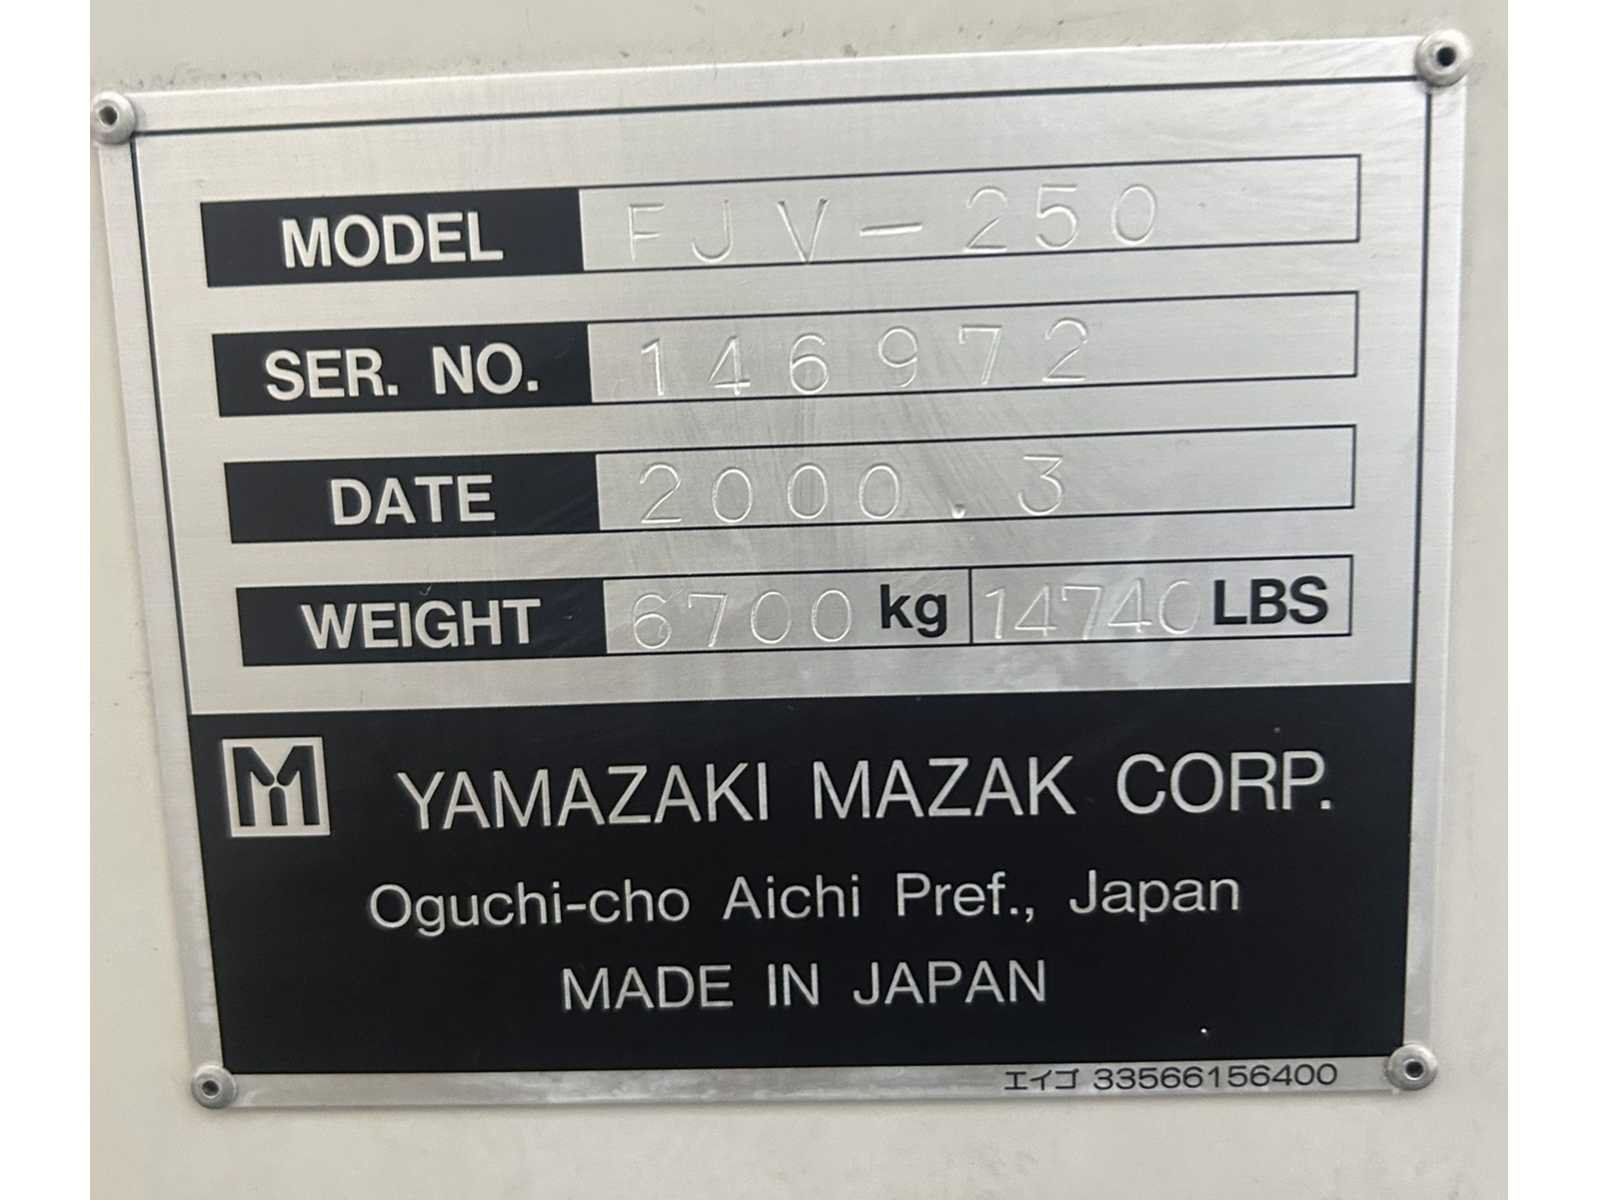 MODEL FJV-250
SER. NO. 146972
DATE 2000.3
WEIGHT 6700 kg 14740 LBS
M YAMAZAKI MAZAK CORP.
Oguchi-cho Aichi Pref., Japan
MADE IN JAPAN
エイゴ 33566156400